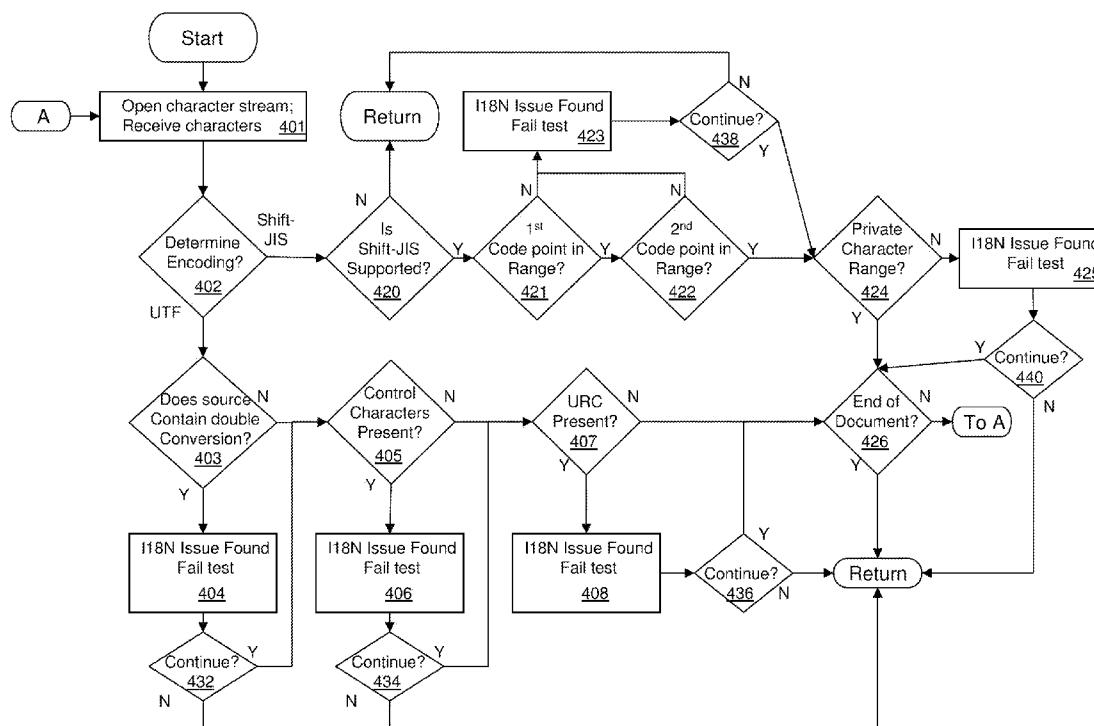 Start
A
Open character stream;
Receive characters 401
Return
I18N Issue Found
Fail test
423
N
Continue?
438
Y
Determine
Encoding?
402
Shift-
JIS
UTF
N
Is
Shift-JIS
Supported?
420
Y
N
1st
Code point in
Range?
421
Y
N
2nd
Code point in
Range?
422
Y
Private
Character
Range?
424
N
Y
I18N Issue Found
Fail test
425
Y
Continue?
440
N
Does source
Contain double
Conversion?
403
N
Y
Control
Characters
Present?
405
N
Y
URC
Present?
407
N
Y
End of
Document?
426
N
Y
To A
I18N Issue Found
Fail test
404
I18N Issue Found
Fail test
406
I18N Issue Found
Fail test
408
Y
Continue?
436
N
Return
Continue?
432
Y
N
Continue?
434
Y
N